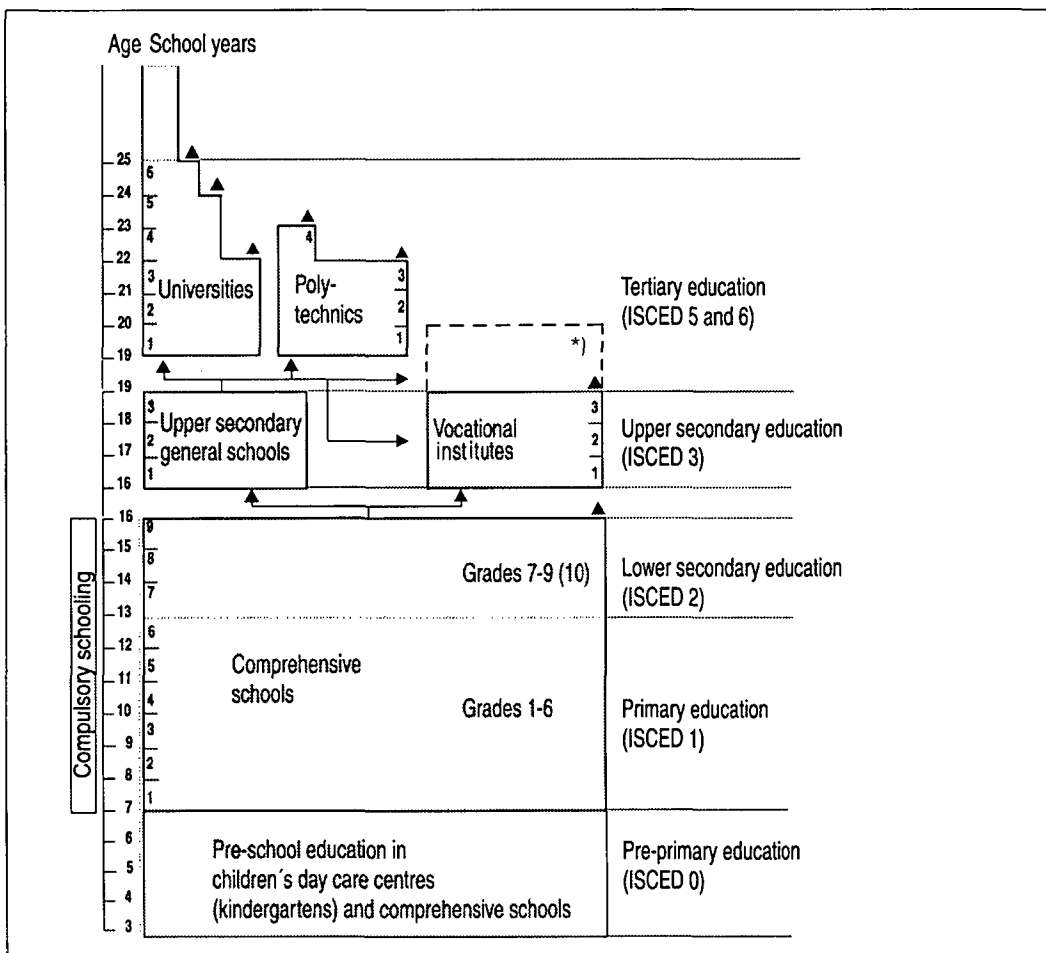 Age School years
25
6
24
5
23
4
4
22
3
Universities
Poly-
technics
3
21
2
2
20
1
1
19
Tertiary education
(ISCED 5 and 6)
*)
19
3
18
2
17
1
16
Upper secondary
general schools
Vocational
institutes
3
2
1
Upper secondary education
(ISCED 3)
Compulsory schooling
16
9
15
8
14
7
13
Grades 7-9 (10)
Lower secondary education
(ISCED 2)
6
12
5
11
4
10
3
9
2
8
1
7
Comprehensive
schools
Grades 1-6
Primary education
(ISCED 1)
6
5
4
3
Pre-school education in
children´s day care centres
(kindergartens) and comprehensive schools
Pre-primary education
(ISCED 0)